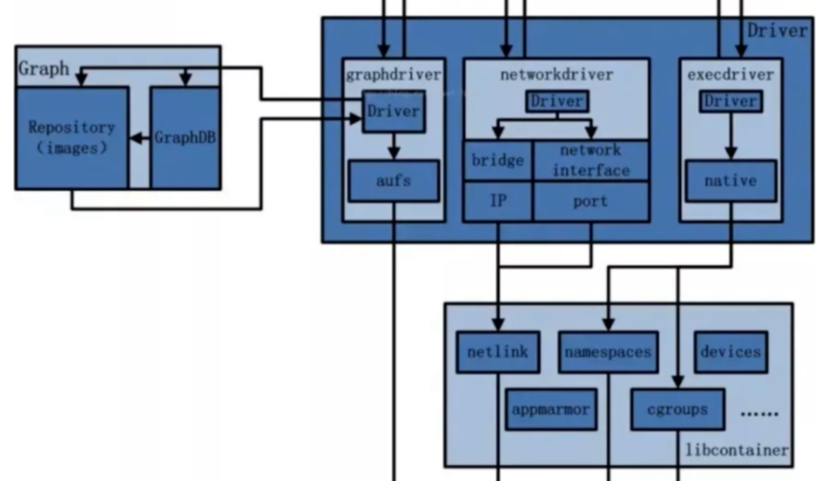 Driver
Graph
graphdriver
networkdriver
execdriver
Driver
Driver
Driver
Repository
(images)
GraphDB
bridge
network
interface
aufs
native
IP
port
netlink
namespaces
devices
appmarmor
cgroups
......
libcontainer